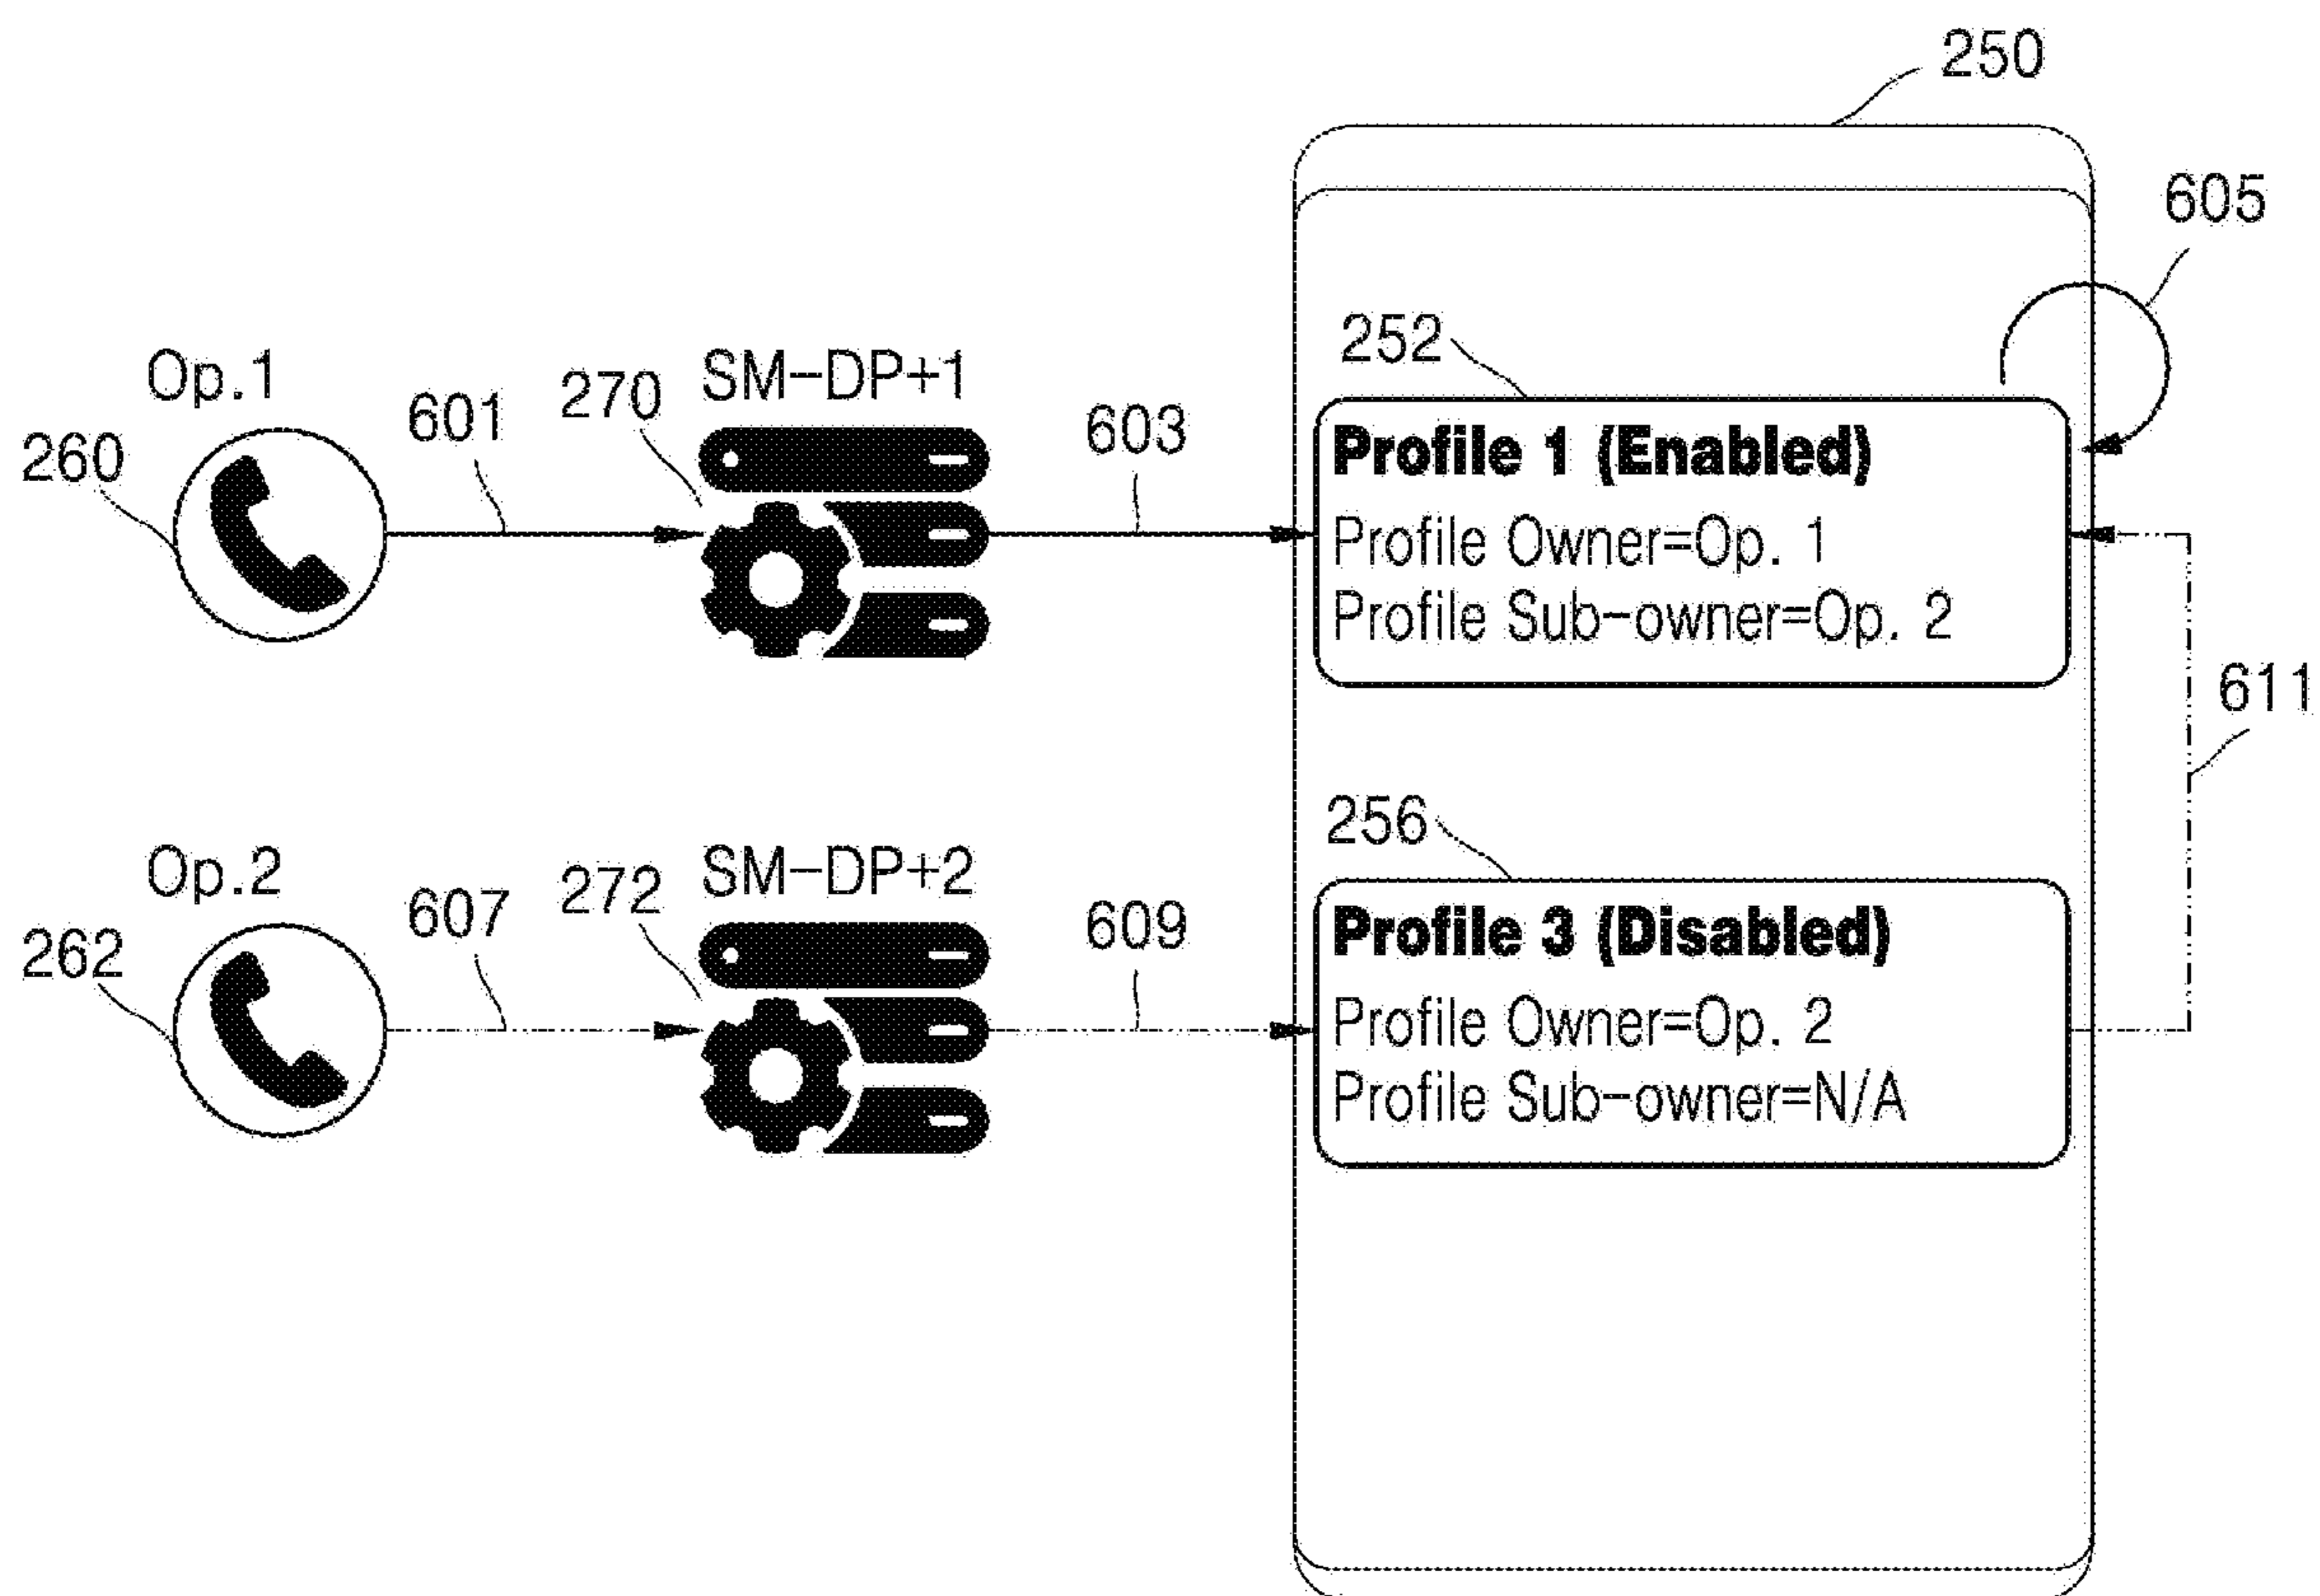 250
605
252
Op.1
601
270
SM-DP+1
603
260
Profile 1 (Enabled)
Profile Owner=Op. 1
Profile Sub-owner=Op. 2
611
256
Op.2
607
272
SM-DP+2
609
262
Profile 3 (Disabled)
Profile Owner=Op. 2
Profile Sub-owner=N/A